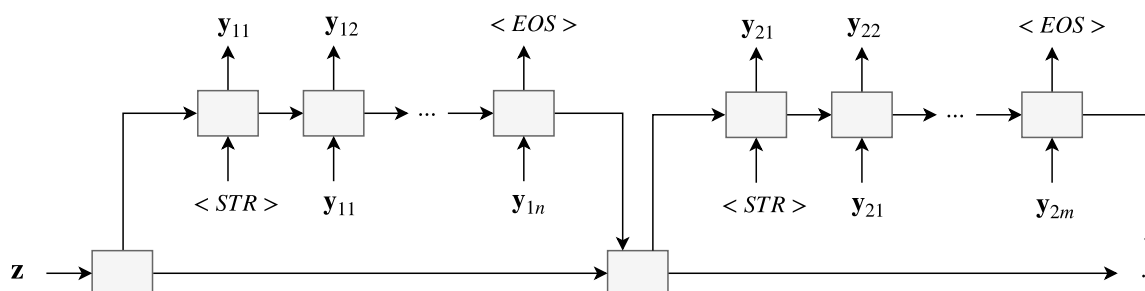 y11 y12 < EOS > y21 y22 < EOS >
... ...
< STR > y11 y1n < STR > y21 y2m
z